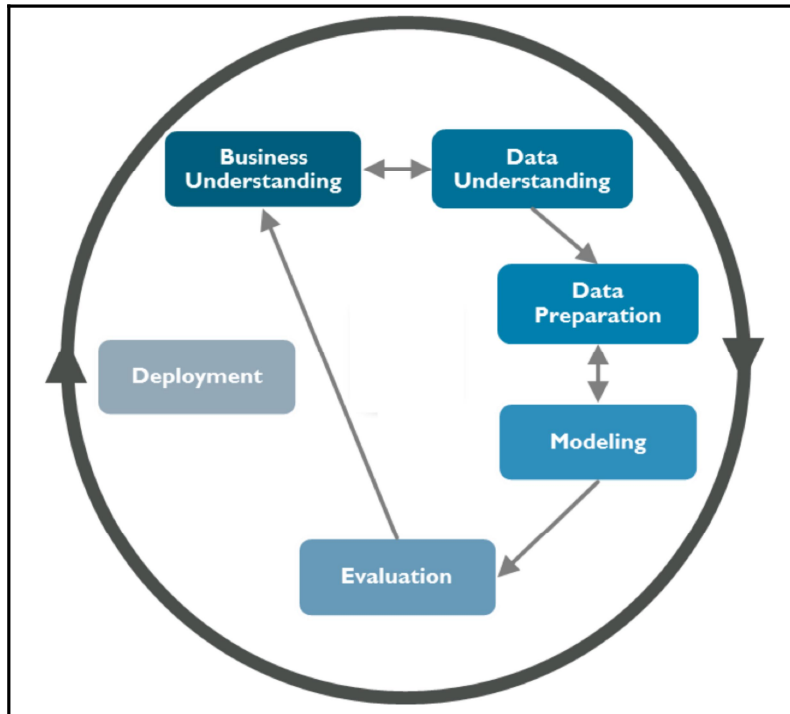 Business
Understanding
Data
Understanding
Data
Preparation
Deployment
Modeling
Evaluation